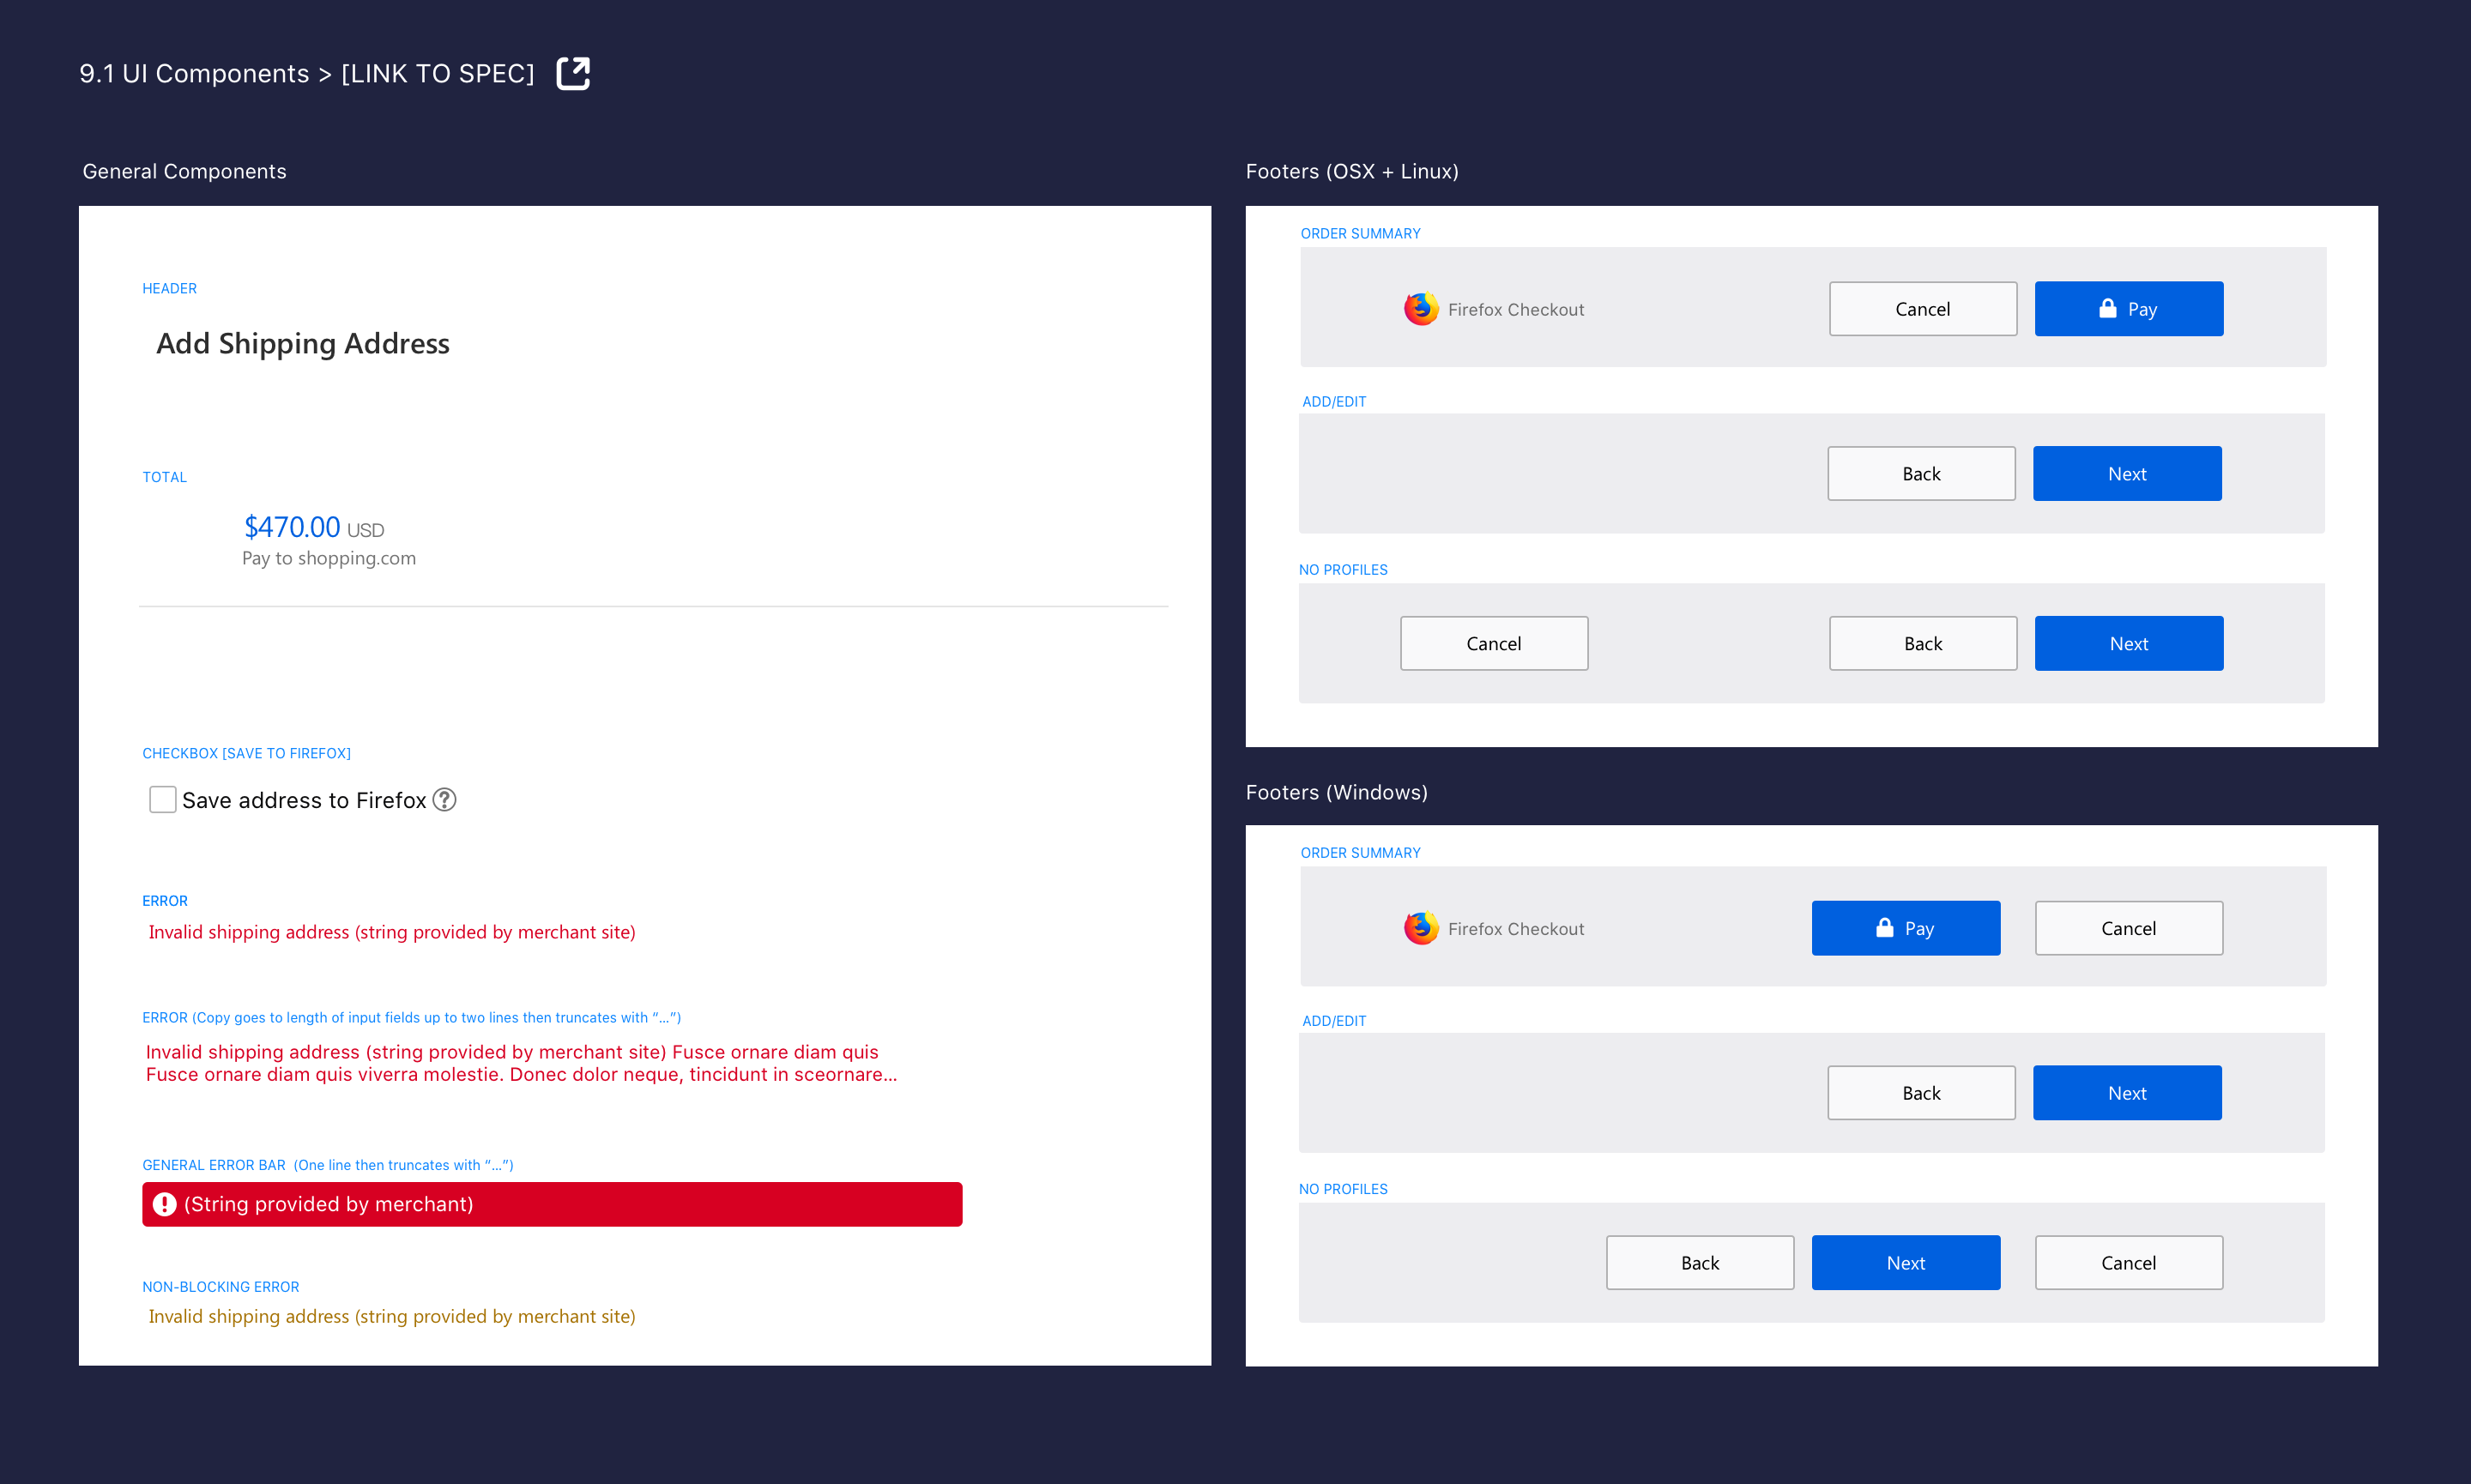 9.1 UI Components > [LINK TO SPEC]
General Components
HEADER
Add Shipping Address
TOTAL
$470.00 USD
Pay to shopping.com
CHECKBOX [SAVE TO FIREFOX]
Save address to Firefox ?
ERROR
Invalid shipping address (string provided by merchant site)
ERROR (Copy goes to length of input fields up to two lines then truncates with “...”)
Invalid shipping address (string provided by merchant site) Fusce ornare diam quis
Fusce ornare diam quis viverra molestie. Donec dolor neque, tincidunt in sceornare...
GENERAL ERROR BAR (One line then truncates with “...”)
! (String provided by merchant)
NON-BLOCKING ERROR
Invalid shipping address (string provided by merchant site)
Footers (OSX + Linux)
ORDER SUMMARY
Firefox Checkout Cancel Pay
ADD/EDIT
Back Next
NO PROFILES
Cancel Back Next
Footers (Windows)
ORDER SUMMARY
Firefox Checkout Pay Cancel
ADD/EDIT
Back Next
NO PROFILES
Back Next Cancel